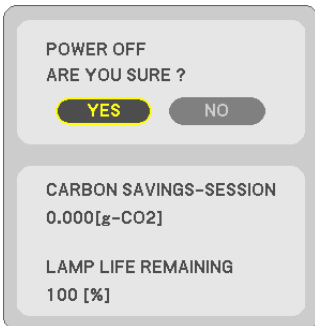 POWER OFF
ARE YOU SURE ?
YES NO
CARBON SAVINGS-SESSION
0.000[g-CO2]
LAMP LIFE REMAINING
100 [%]